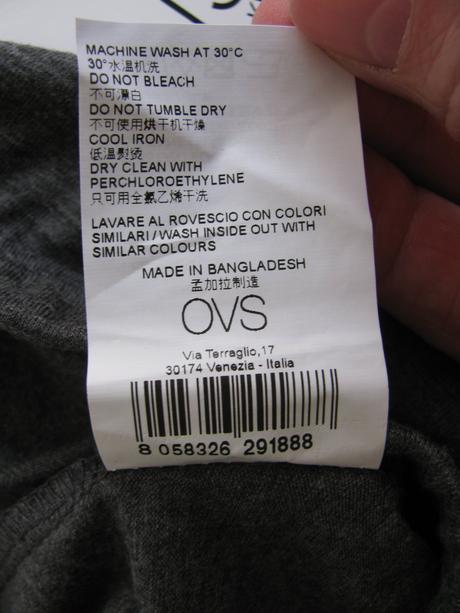 MACHINE WASH AT 30°C
30°水温机洗
DO NOT BLEACH
不可漂白
DO NOT TUMBLE DRY
不可使用烘干机干燥
COOL IRON
低温熨烫
DRY CLEAN WITH
PERCHLOROETHYLENE
只可用全氯乙烯干洗
LAVARE AL ROVESCIO CON COLORI
SIMILARI/WASH INSIDE OUT WITH
SIMILAR COLOURS
MADE IN BANGLADESH
孟加拉制造
OVS
Via Terraglio,17
30174 Venezia - Italia
8 058326 291888